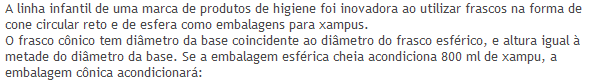 A linha infantil de uma marca de produtos de higiene foi inovadora ao utilizar frascos na forma de
cone circular reto e de esfera como embalagens para xampus.
O frasco cônico tem diâmetro da base coincidente ao diâmetro do frasco esférico, e altura igual à
metade do diâmetro da base. Se a embalagem esférica cheia acondiciona 800 ml de xampu, a
embalagem cônica acondicionará: